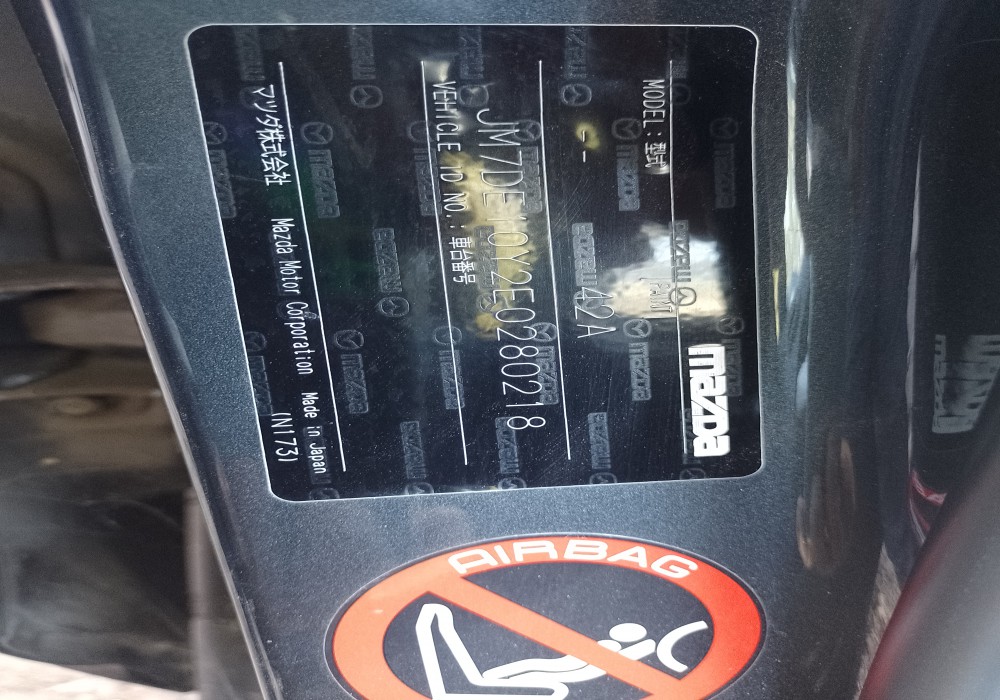 mazda
MODEL:型式 PAINT
-- 42A
VEHICLE ID NO.:車台番号
JM7DE10Y2E0280218
マツダ株式会社 Mazda Motor Corporation Made in Japan
(N173)
AIRBAG